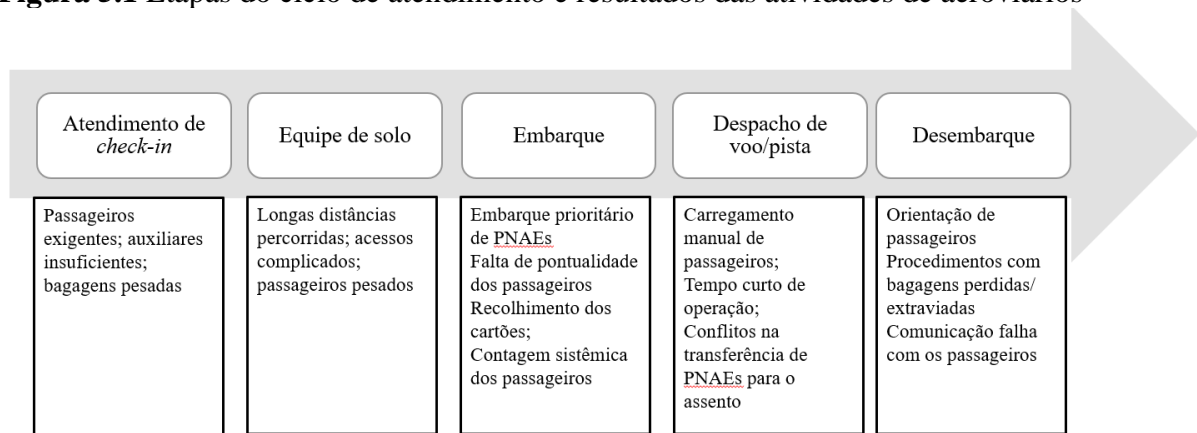 Figura 3.1 Etapas do ciclo de atendimento e resultados das atividades de aeroviários
Atendimento de
check-in
Equipe de solo
Embarque
Despacho de
voo/pista
Desembarque
Passageiros
exigentes; auxiliares
insuficientes;
bagagens pesadas
Longas distâncias
percorridas; acessos
complicados;
passageiros pesados
Embarque prioritário
de PNAEs
Falta de pontualidade
dos passageiros
Recolhimento dos
cartões;
Contagem sistêmica
dos passageiros
Carregamento
manual de
passageiros;
Tempo curto de
operação;
Conflitos na
transferência de
PNAEs para o
assento
Orientação de
passageiros
Procedimentos com
bagagens perdidas/
extraviadas
Comunicação falha
com os passageiros